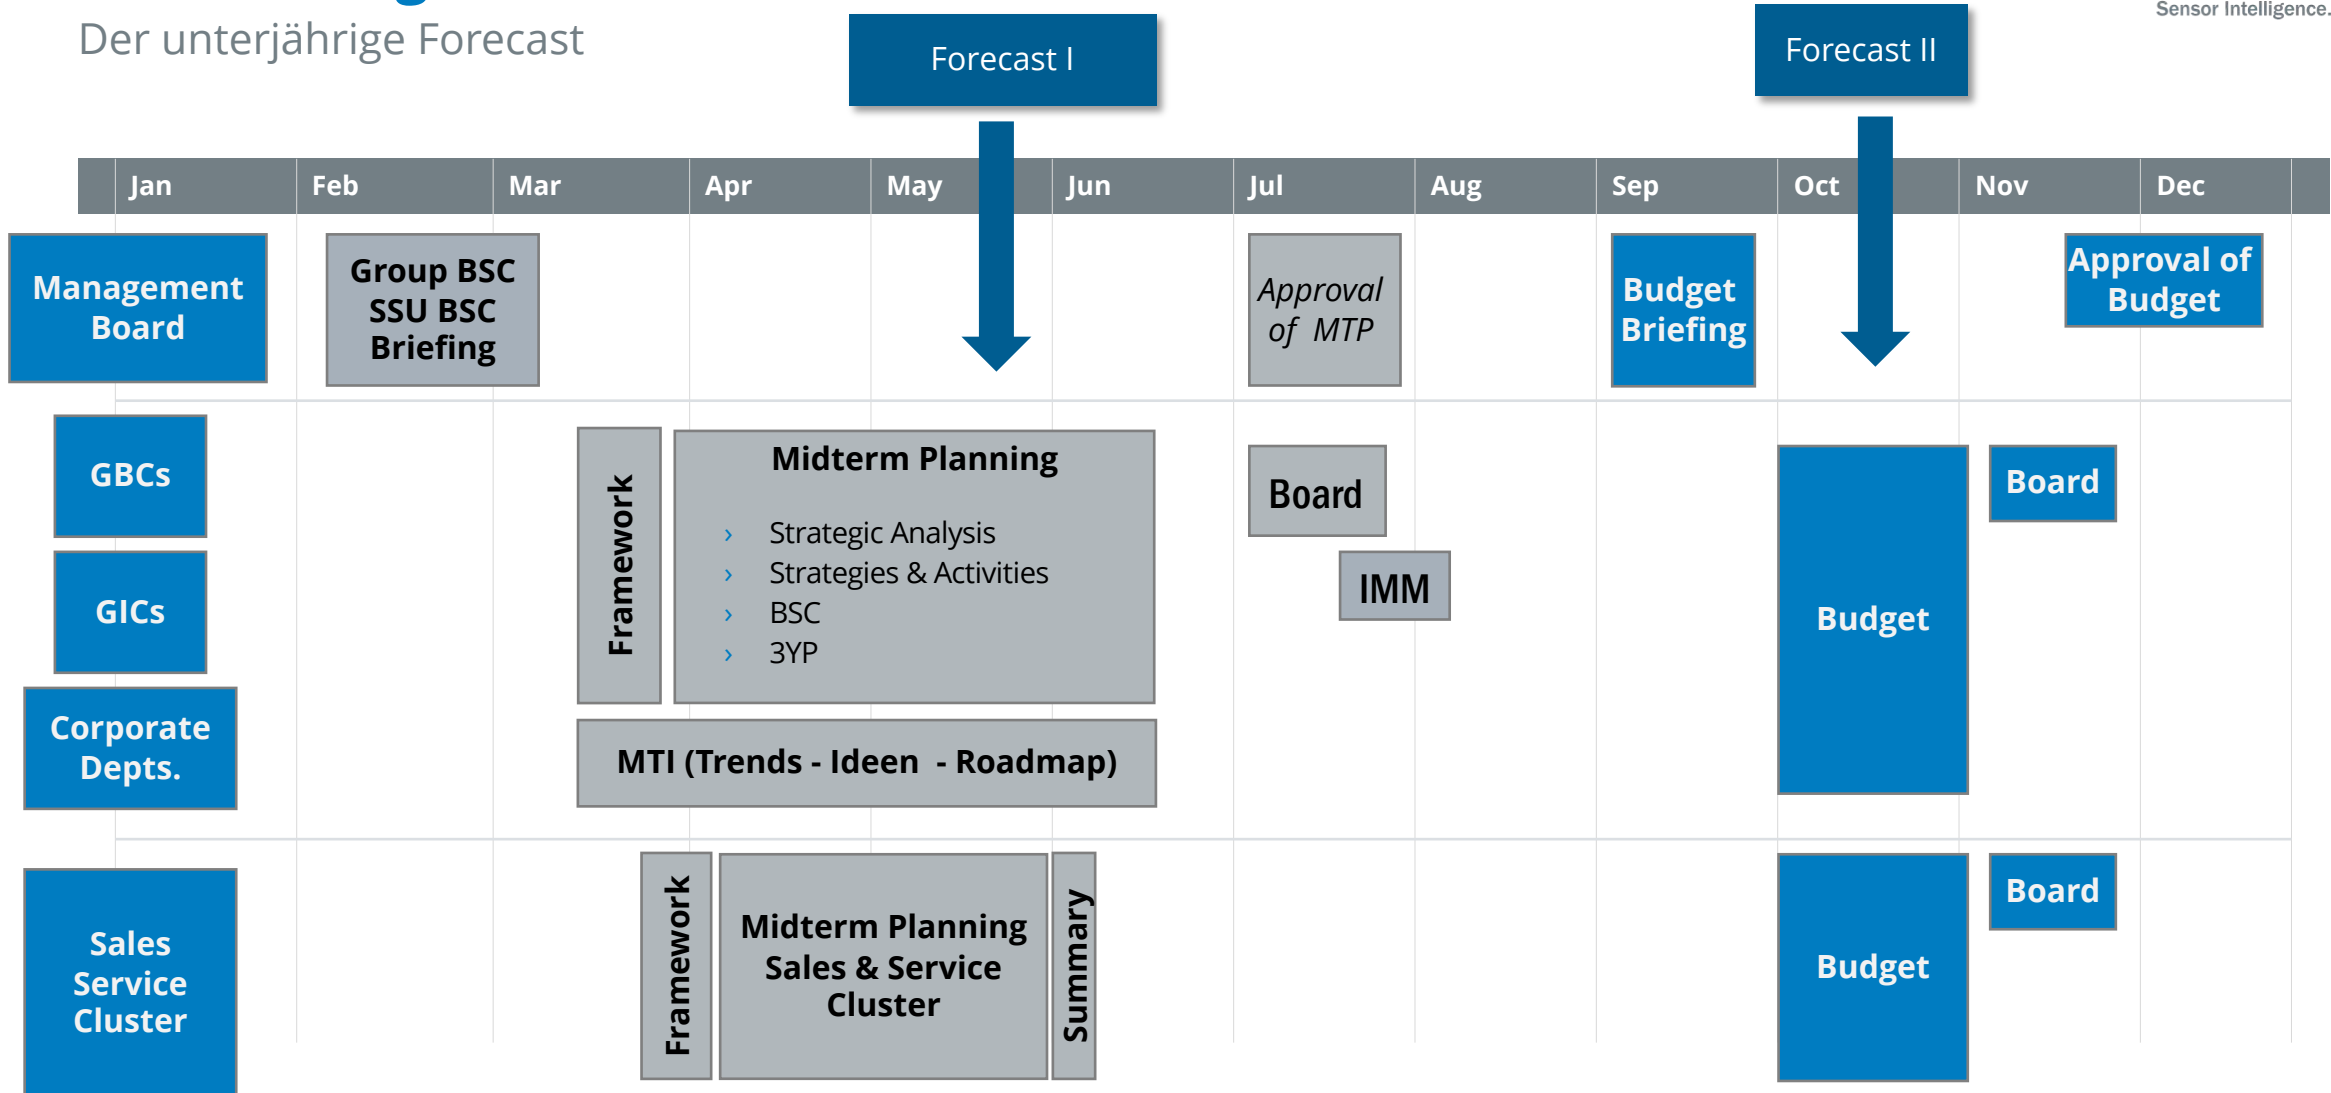 Sensor Intelligence.
Der unterjährige Forecast
Forecast I
Forecast II
Jan
Feb
Mar
Apr
May
Jun
Jul
Aug
Sep
Oct
Nov
Dec
Management
Board
Group BSC
SSU BSC
Briefing
Approval
of MTP
Budget
Briefing
Approval of
Budget
GBCs
GICs
Corporate
Depts.
Framework
Midterm Planning
› Strategic Analysis
› Strategies & Activities
› BSC
› 3YP
MTI (Trends - Ideen - Roadmap)
Board
IMM
Budget
Board
Sales
Service
Cluster
Framework
Midterm Planning
Sales & Service
Cluster
Summary
Budget
Board